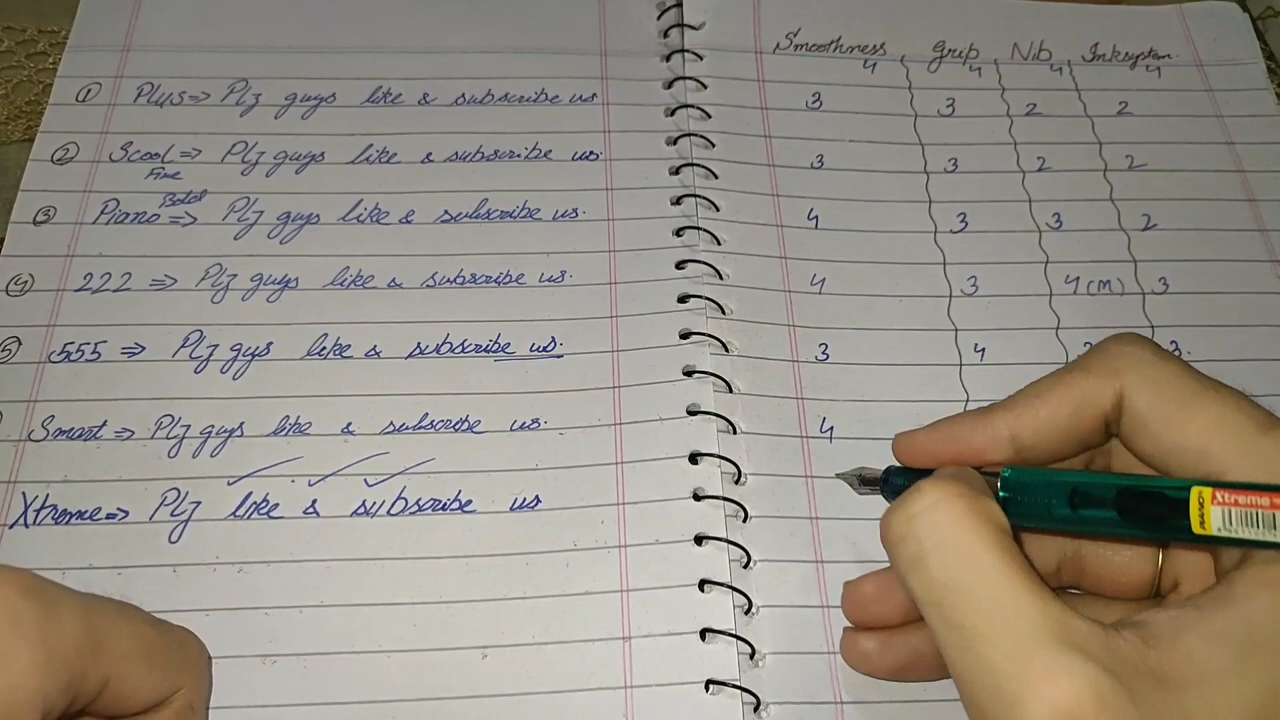 ① Plus ⇒ Plz guys like & subscribe us
② Scool ⇒ Plz guys like & subscribe us.
Fine
Bold
③ Piano ⇒ Plz guys like & subscribe us.
④ 222 ⇒ Plz guys like & subscribe us.
⑤ 555 ⇒ Plz gys like & subscribe us.
Smart ⇒ Plz guys like & subscribe us.
Xtreme ⇒ Plz like & subscribe us
Smoothness Grip Nib Inksystem
4 4 4 4
3 3 2 2
3 3 2 2
4 3 3 2
4 3 4(M) 3
3 4 3.
4
PIANO Xtreme